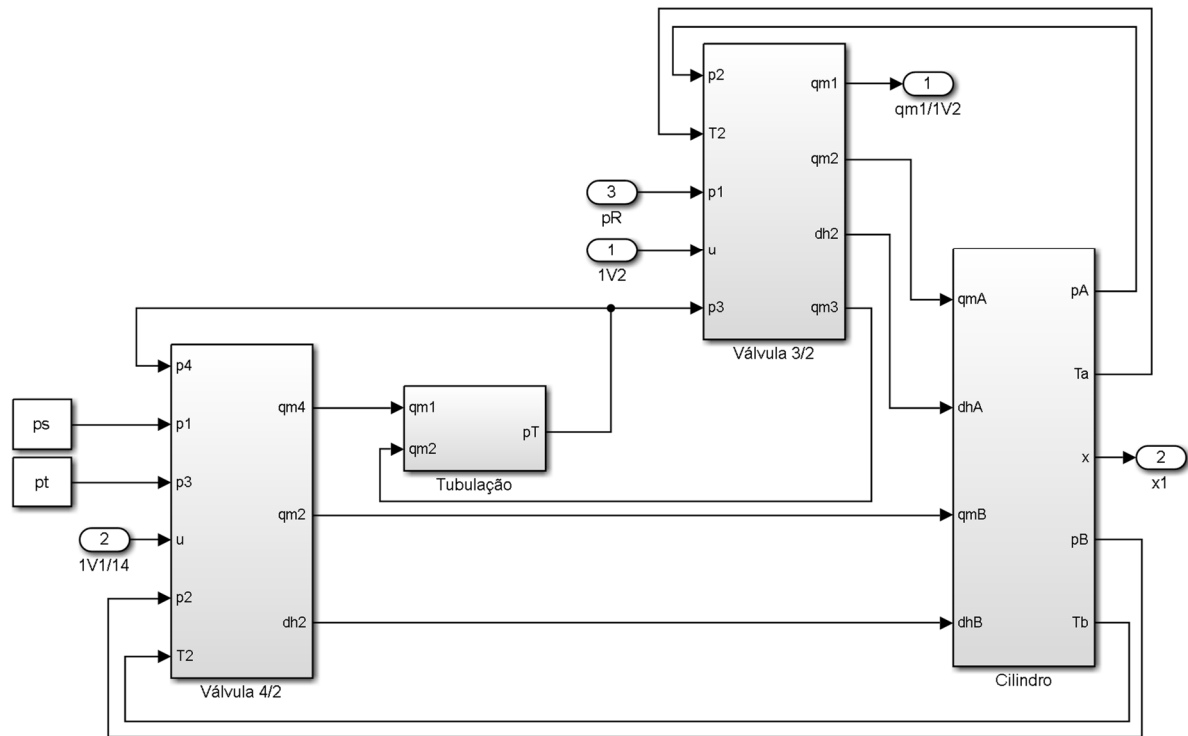 p2
T2
p1
u
p3
qm1
qm2
dh2
qm3
Válvula 3/2
1
qm1/1V2
3
pR
1
1V2
p4
p1
p3
u
p2
T2
qm4
qm2
dh2
Válvula 4/2
ps
pt
2
1V1/14
qm1
qm2
pT
Tubulação
qmA
dhA
qmB
dhB
pA
Ta
x
pB
Tb
Cilindro
2
x1